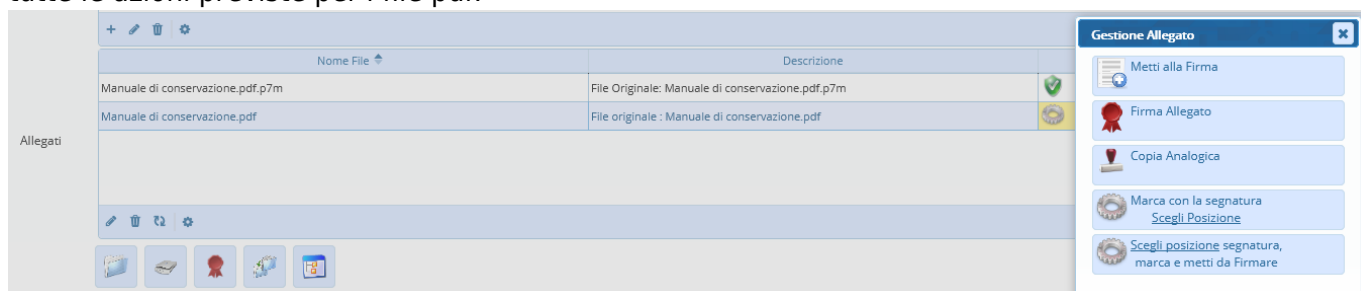 tutte le azioni previste per i file pdf.
Gestione Allegato
Nome File
Descrizione
Manuale di conservazione.pdf.p7m
File Originale: Manuale di conservazione.pdf.p7m
Manuale di conservazione.pdf
File originale : Manuale di conservazione.pdf
Allegati
Metti alla Firma
Firma Allegato
Copia Analogica
Marca con la segnatura
Scegli Posizione
Scegli posizione segnatura,
marca e metti da Firmare